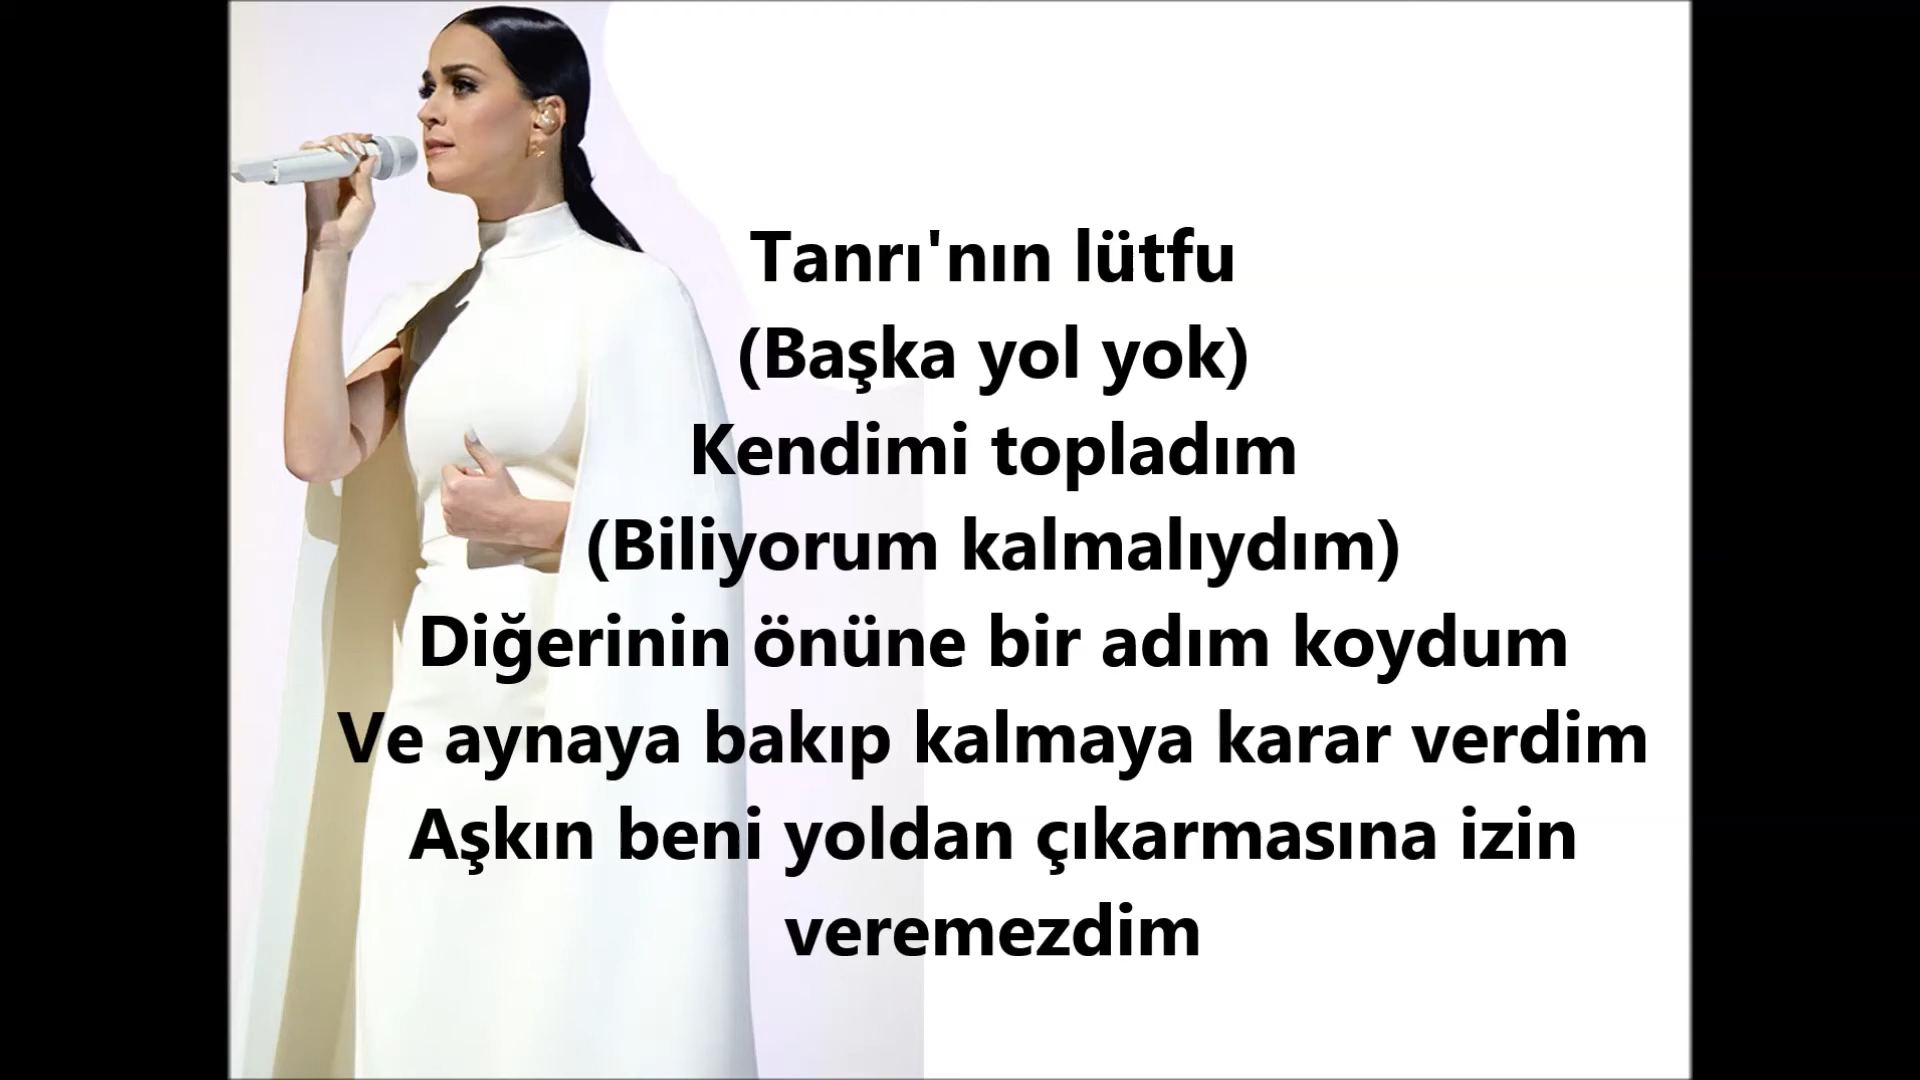 Tanrı'nın lütfu
(Başka yol yok)
Kendimi topladım
(Biliyorum kalmalıydım)
Diğerinin önüne bir adım koydum
Ve aynaya bakıp kalmaya karar verdim
Aşkın beni yoldan çıkarmasına izin
veremezdim